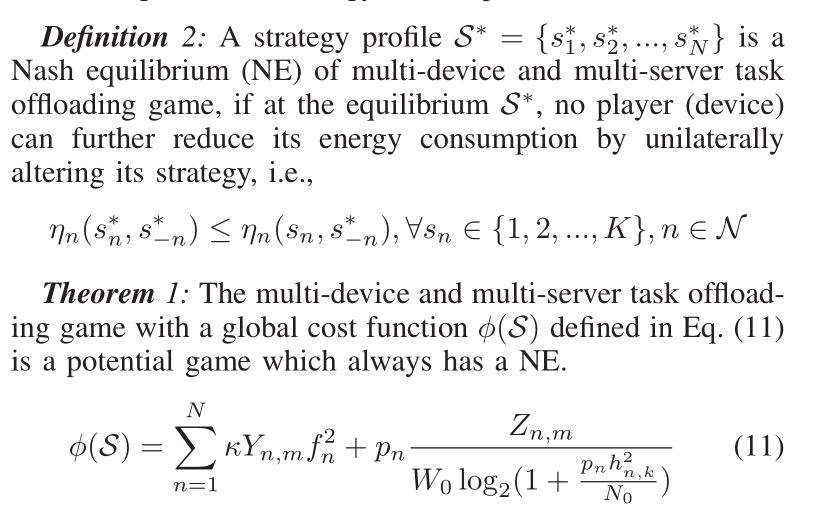 Definition 2: A strategy profile $\mathcal{S}^* = \{s_1^*, s_2^*, ..., s_N^*\}$ is a
Nash equilibrium (NE) of multi-device and multi-server task
offloading game, if at the equilibrium $\mathcal{S}^*$, no player (device)
can further reduce its energy consumption by unilaterally
altering its strategy, i.e.,
$\eta_n(s_n^*, s_{-n}^*) \leq \eta_n(s_n, s_{-n}^*), \forall s_n \in \{1, 2, ..., K\}, n \in \mathcal{N}$
Theorem 1: The multi-device and multi-server task offload-
ing game with a global cost function $\phi(\mathcal{S})$ defined in Eq. (11)
is a potential game which always has a NE.
$\phi(\mathcal{S}) = \sum_{n=1}^{N} \kappa Y_{n,m} f_n^2 + p_n \frac{Z_{n,m}}{W_0 \log_2(1 + \frac{p_n h_{n,k}^2}{N_0})}$ (11)